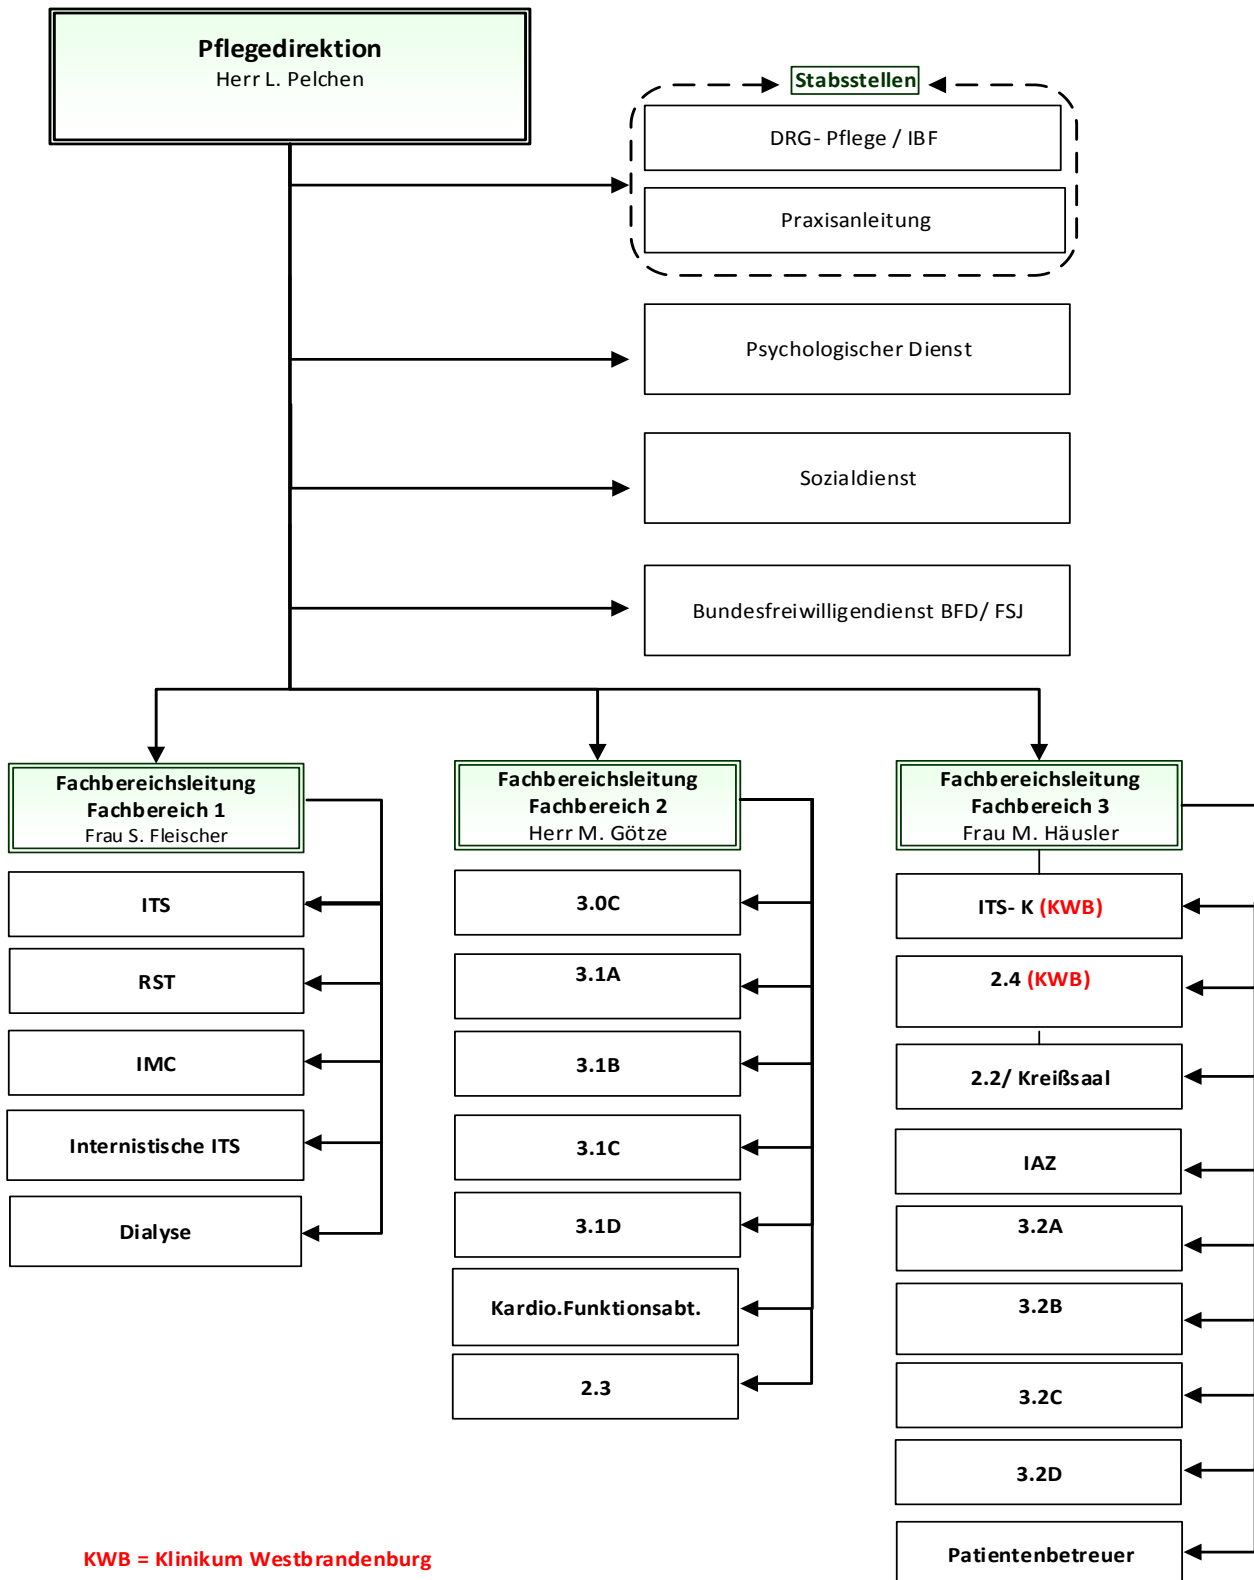 Pflegedirektion
Herr L. Pelchen
Stabsstellen
DRG- Pflege / IBF
Praxisanleitung
Psychologischer Dienst
Sozialdienst
Bundesfreiwilligendienst BFD/ FSJ
Fachbereichsleitung
Fachbereich 1
Frau S. Fleischer
ITS
RST
IMC
Internistische ITS
Dialyse
Fachbereichsleitung
Fachbereich 2
Herr M. Götze
3.0C
3.1A
3.1B
3.1C
3.1D
Kardio.Funktionsabt.
2.3
Fachbereichsleitung
Fachbereich 3
Frau M. Häusler
ITS- K (KWB)
2.4 (KWB)
2.2/ Kreißsaal
IAZ
3.2A
3.2B
3.2C
3.2D
Patientenbetreuer
KWB = Klinikum Westbrandenburg